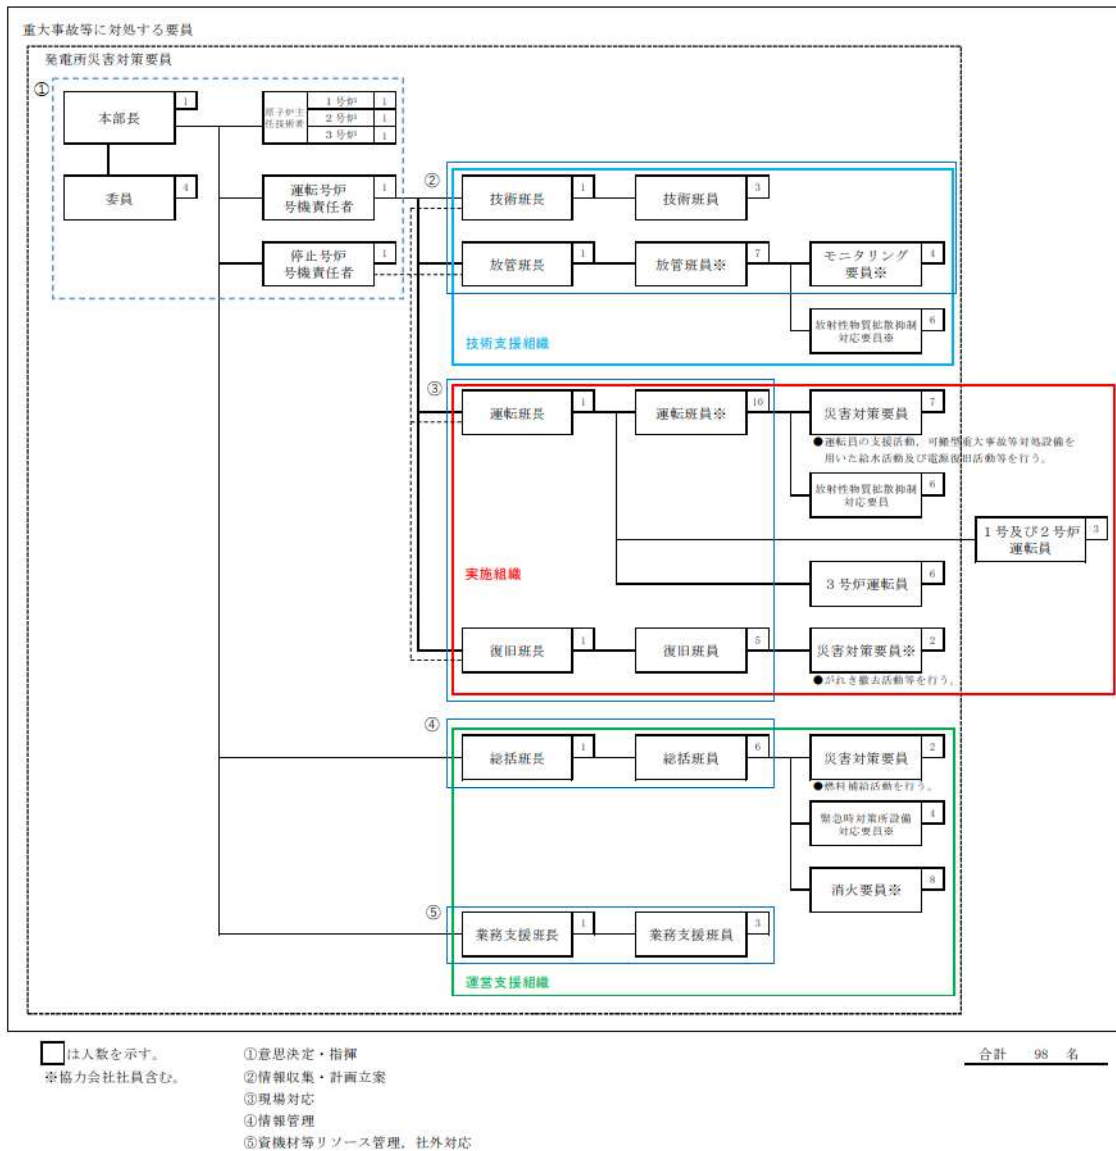 重大事故等に対処する要員
発電所災害対策要員
①
本部長
1
原子炉主
任技術者
1号炉
1
2号炉
1
3号炉
1
委員
4
運転号炉
号機責任者
1
停止号炉
号機責任者
1
②
技術班長
1
技術班員
3
放管班長
1
放管班員※
7
モニタリング
要員※
4
放射性物質拡散抑制
対応要員※
6
技術支援組織
③
運転班長
1
運転班員※
10
災害対策要員
7
●運転員の支援活動，可搬型重大事故等対処設備を
用いた給水活動及び電源復旧活動等を行う。
放射性物質拡散抑制
対応要員
6
1号及び2号炉
運転員
3
実施組織
3号炉運転員
6
復旧班長
1
復旧班員
5
災害対策要員※
2
●がれき撤去活動等を行う。
④
総括班長
1
総括班員
6
災害対策要員
2
●燃料補給活動を行う。
緊急時対策所設備
対応要員※
4
消火要員※
8
⑤
業務支援班長
1
業務支援班員
3
運営支援組織
は人数を示す。
※協力会社社員含む。
①意思決定・指揮
②情報収集・計画立案
③現場対応
④情報管理
⑤資機材等リソース管理，社外対応
合計 98 名